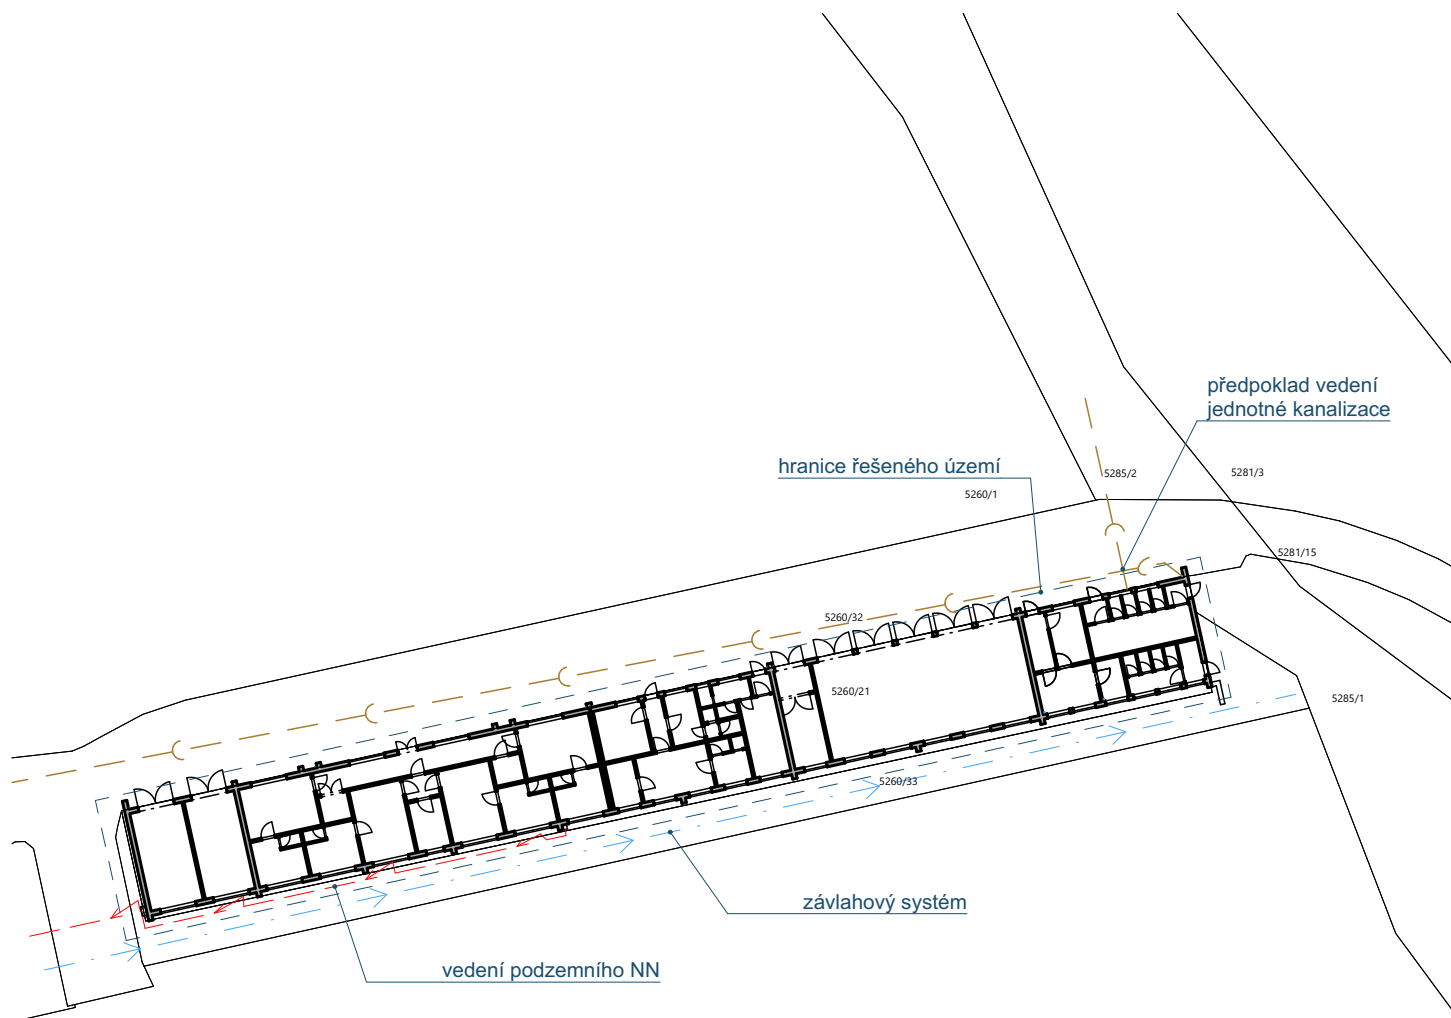 předpoklad vedení
jednotné kanalizace
hranice řešeného území
5285/2
5281/3
5260/1
5281/15
5260/32
5260/21
5285/1
5260/33
závlahový systém
vedení podzemního NN